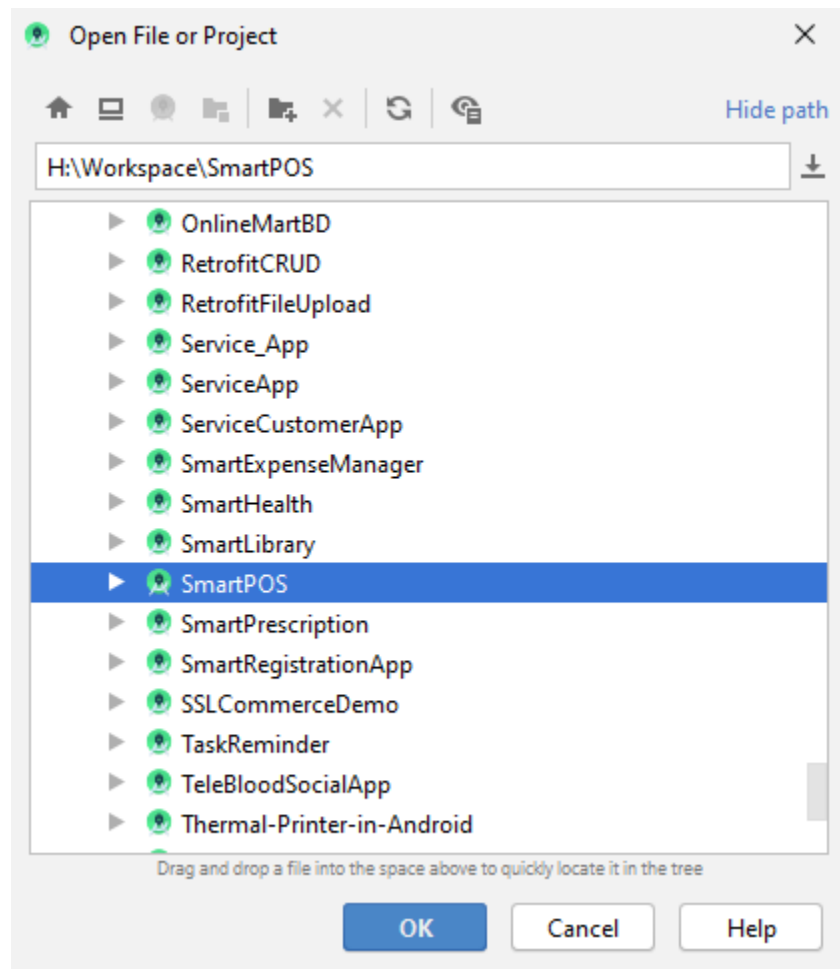 Open File or Project
Hide path
H:\Workspace\SmartPOS
OnlineMartBD
RetrofitCRUD
RetrofitFileUpload
Service_App
ServiceApp
ServiceCustomerApp
SmartExpenseManager
SmartHealth
SmartLibrary
SmartPOS
SmartPrescription
SmartRegistrationApp
SSLCommerceDemo
TaskReminder
TeleBloodSocialApp
Thermal-Printer-in-Android
Drag and drop a file into the space above to quickly locate it in the tree
OK Cancel Help